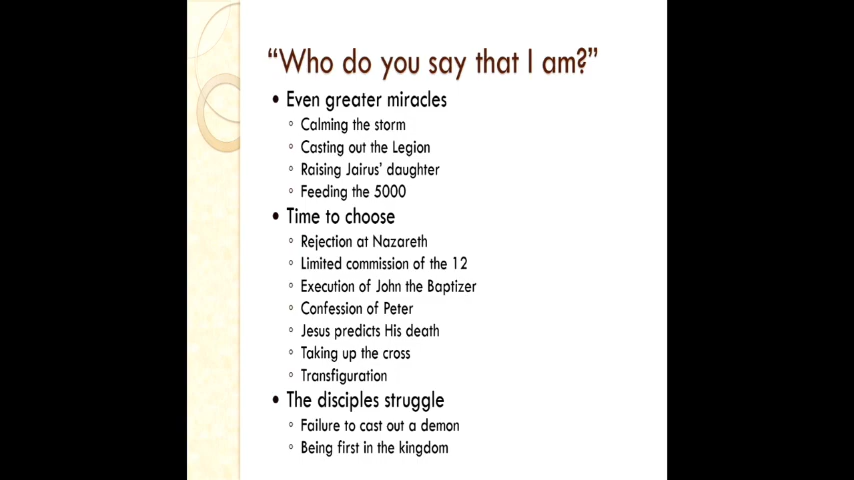 “Who do you say that I am?”
• Even greater miracles
◦ Calming the storm
◦ Casting out the Legion
◦ Raising Jairus’ daughter
◦ Feeding the 5000
• Time to choose
◦ Rejection at Nazareth
◦ Limited commission of the 12
◦ Execution of John the Baptizer
◦ Confession of Peter
◦ Jesus predicts His death
◦ Taking up the cross
◦ Transfiguration
• The disciples struggle
◦ Failure to cast out a demon
◦ Being first in the kingdom